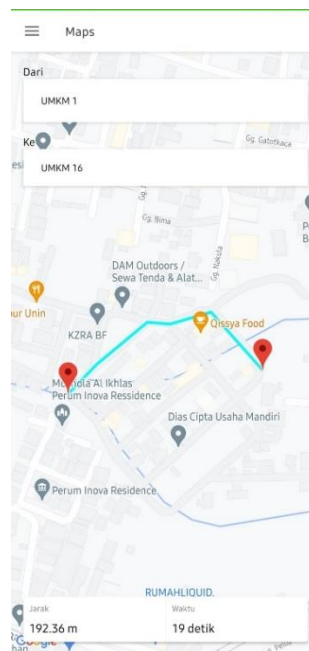 Maps
Dari
UMKM 1
Ke
Gg. Gatotkaca
UMKM 16
Gg. Bima
Gg. Nakula
DAM Outdoors /
Sewa Tenda & Alat...
ur Unin
Qissya Food
KZRA BF
Al Ikhlas
Perum Inova Ressidence
Dias Cipta Usaha Mandiri
Perum Inova Residence
RUMAHLIQUID.
Jarak
Waktu
192.36 m
19 detik
Google